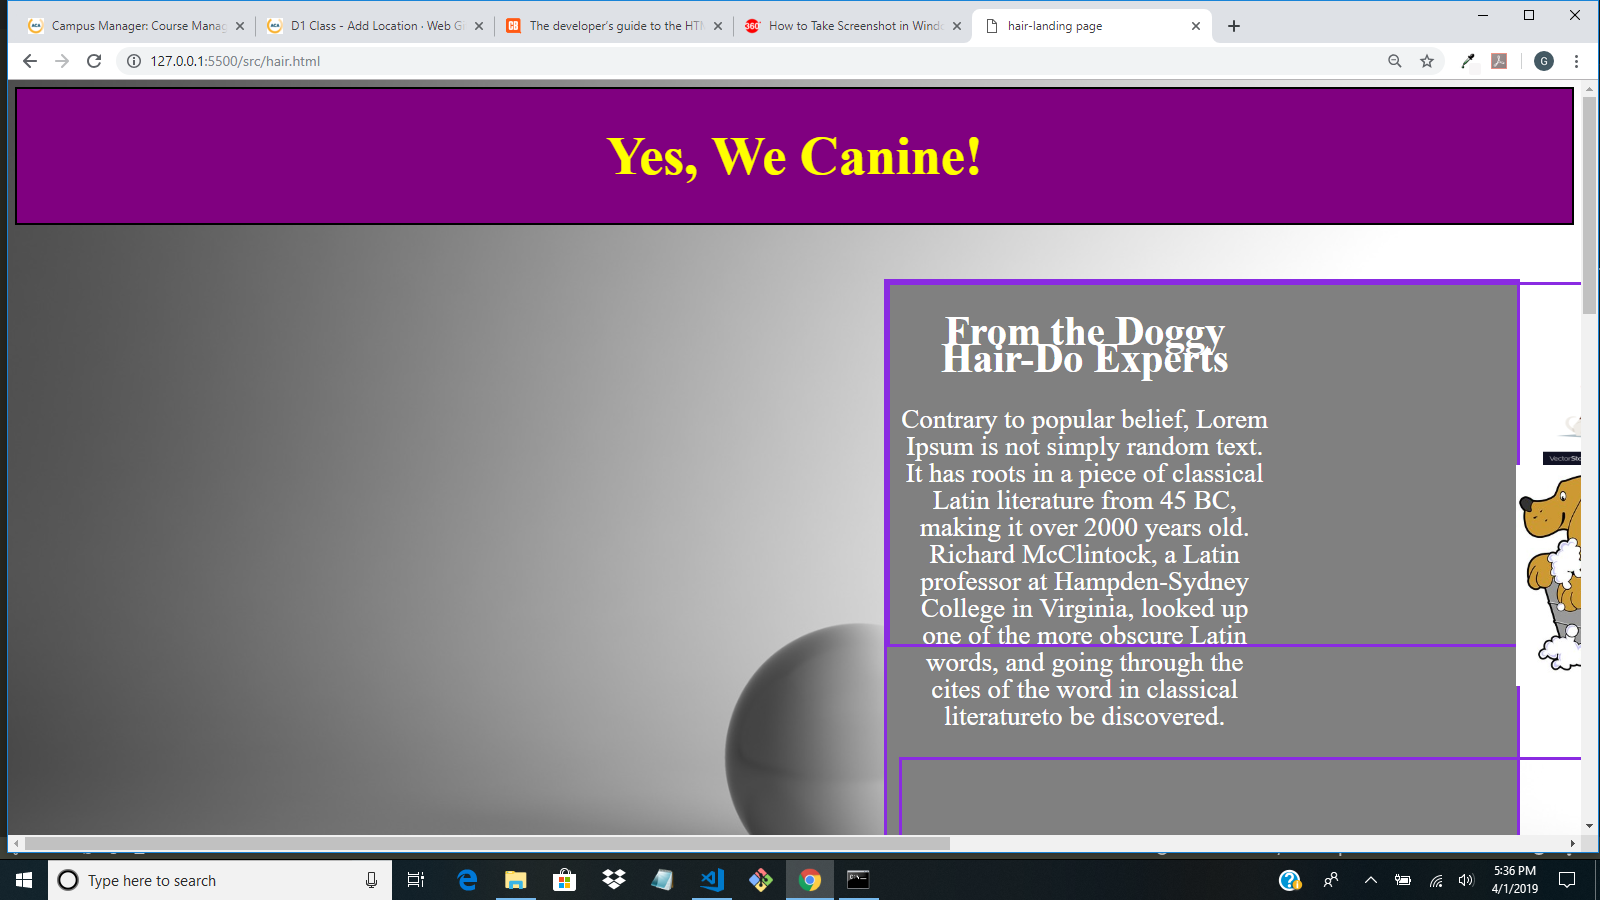 Campus Manager: Course Manag
D1 Class - Add Location · Web G
The developer's guide to the HTM
360°
How to Take Screenshot in Windo
hair-landing page
127.0.0.1:5500/src/hair.html
G
Yes, We Canine!
From the Doggy
Hair-Do Experts
Contrary to popular belief, Lorem
Ipsum is not simply random text.
It has roots in a piece of classical
Latin literature from 45 BC,
making it over 2000 years old.
Richard McClintock, a Latin
professor at Hampden-Sydney
College in Virginia, looked up
one of the more obscure Latin
words, and going through the
cites of the word in classical
literatureto be discovered.
VectorSto
Type here to search
5:36 PM
4/1/2019